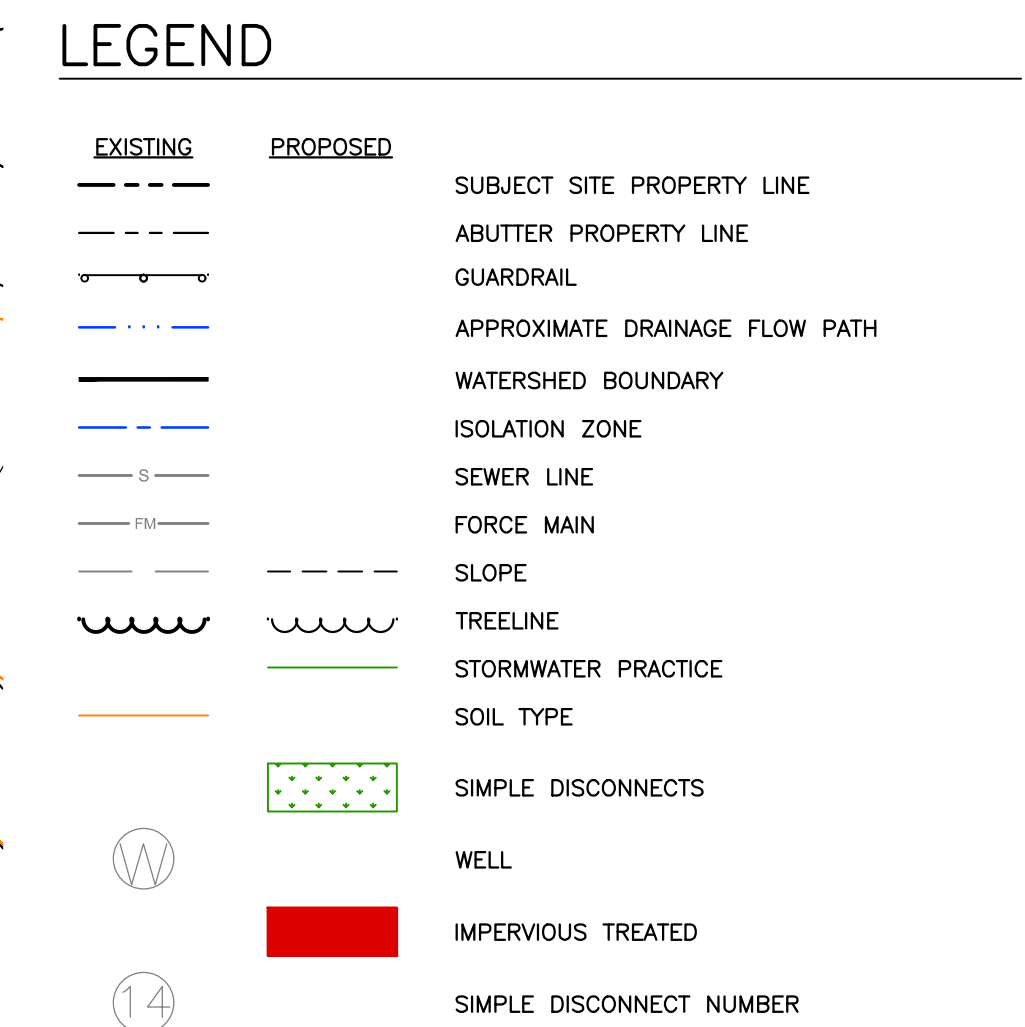 LEGEND
EXISTING PROPOSED
SUBJECT SITE PROPERTY LINE
ABUTTER PROPERTY LINE
GUARDRAIL
APPROXIMATE DRAINAGE FLOW PATH
WATERSHED BOUNDARY
ISOLATION ZONE
S SEWER LINE
FM FORCE MAIN
SLOPE
TREELINE
STORMWATER PRACTICE
SOIL TYPE
SIMPLE DISCONNECTS
W WELL
IMPERVIOUS TREATED
14 SIMPLE DISCONNECT NUMBER